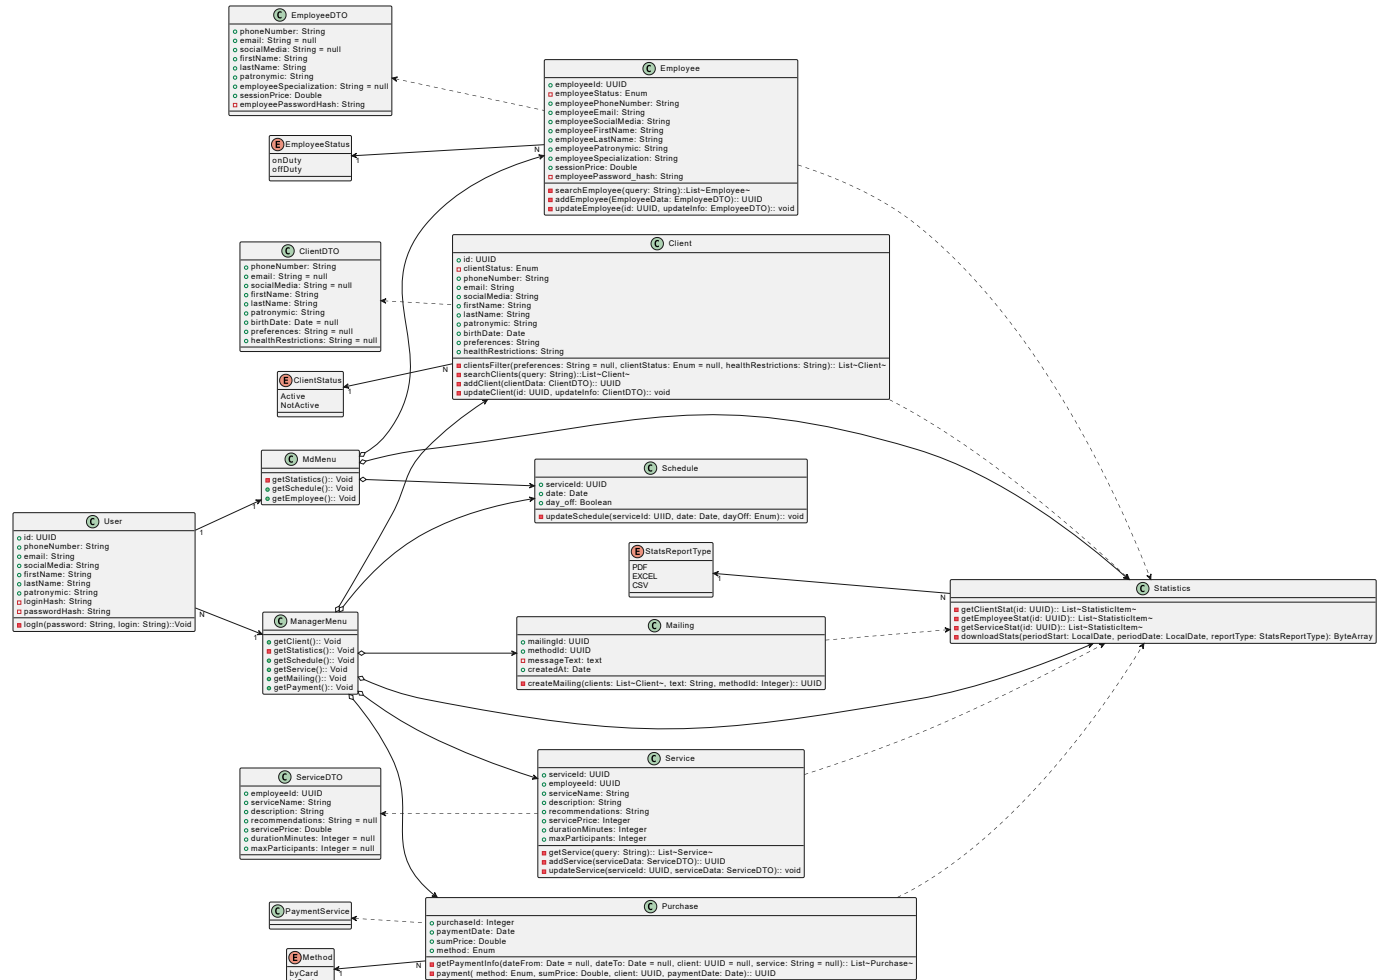 EmployeeDTO
phoneNumber: String
email: String = null
socialMedia: String = null
firstName: String
lastName: String
patronymic: String
employeeSpecialization: String = null
sessionPrice: Double
employeePasswordHash: String
C Employee
employeeId: UUID
employeeStatus: Enum
employeePhoneNumber: String
employeeEmail: String
employeeSocialMedia: String
employeeFirstName: String
employeeLastName: String
employeePatronymic: String
employeeSpecialization: String
sessionPrice: Double
employeePassword_hash: String
searchEmployee(query: String)::List~Employee~
addEmployee(EmployeeData: EmployeeDTO):: UUID
updateEmployee(id: UUID, updateInfo: EmployeeDTO):: void
E EmployeeStatus
onDuty
offDuty
1
N
C ClientDTO
phoneNumber: String
email: String = null
socialMedia: String = null
firstName: String
lastName: String
patronymic: String
birthDate: Date = null
preferences: String = null
healthRestrictions: String = null
C Client
id: UUID
clientStatus: Enum
phoneNumber: String
email: String
socialMedia: String
firstName: String
lastName: String
patronymic: String
birthDate: Date
preferences: String
healthRestrictions: String
clientsFilter(preferences: String = null, clientStatus: Enum = null, healthRestrictions: String):: List~Client~
searchClients(query: String)::List~Client~
addClient(clientData: ClientDTO):: UUID
updateClient(id: UUID, updateInfo: ClientDTO):: void
E ClientStatus
Active
NotActive
1
N
C MdMenu
getStatistics():: Void
getSchedule():: Void
getEmployee():: Void
C Schedule
serviceId: UUID
date: Date
day_off: Boolean
updateSchedule(serviceId: UIID, date: Date, dayOff: Enum):: void
C User
id: UUID
phoneNumber: String
email: String
socialMedia: String
firstName: String
lastName: String
patronymic: String
loginHash: String
passwordHash: String
logIn(password: String, login: String)::Void
1
1
N
1
E StatsReportType
PDF
EXCEL
CSV
1
N
C Statistics
getClientStat(id: UUID):: List~StatisticItem~
getEmployeeStat(id: UUID):: List~StatisticItem~
getServiceStat(id: UUID):: List~StatisticItem~
downloadStats(periodStart: LocalDate, periodDate: LocalDate, reportType: StatsReportType): ByteArray
C ManagerMenu
getClient():: Void
getStatistics():: Void
getSchedule():: Void
getService():: Void
getMailing():: Void
getPayment():: Void
C Mailing
mailingId: UUID
methodId: UUID
messageText: text
createdAt: Date
createMailing(clients: List~Client~, text: String, methodId: Integer):: UUID
C ServiceDTO
employeeId: UUID
serviceName: String
description: String
recommendations: String = null
servicePrice: Double
durationMinutes: Integer = null
maxParticipants: Integer = null
C Service
serviceId: UUID
employeeId: UUID
serviceName: String
description: String
recommendations: String
servicePrice: Integer
durationMinutes: Integer
maxParticipants: Integer
getService(query: String):: List~Service~
addService(serviceData: ServiceDTO):: UUID
updateService(serviceId: UUID, serviceData: ServiceDTO):: void
C PaymentService
C Purchase
purchaseId: Integer
paymentDate: Date
sumPrice: Double
method: Enum
getPaymentInfo(dateFrom: Date = null, dateTo: Date = null, client: UUID = null, service: String = null):: List~Purchase~
payment( method: Enum, sumPrice: Double, client: UUID, paymentDate: Date):: UUID
E Method
byCard
1
N